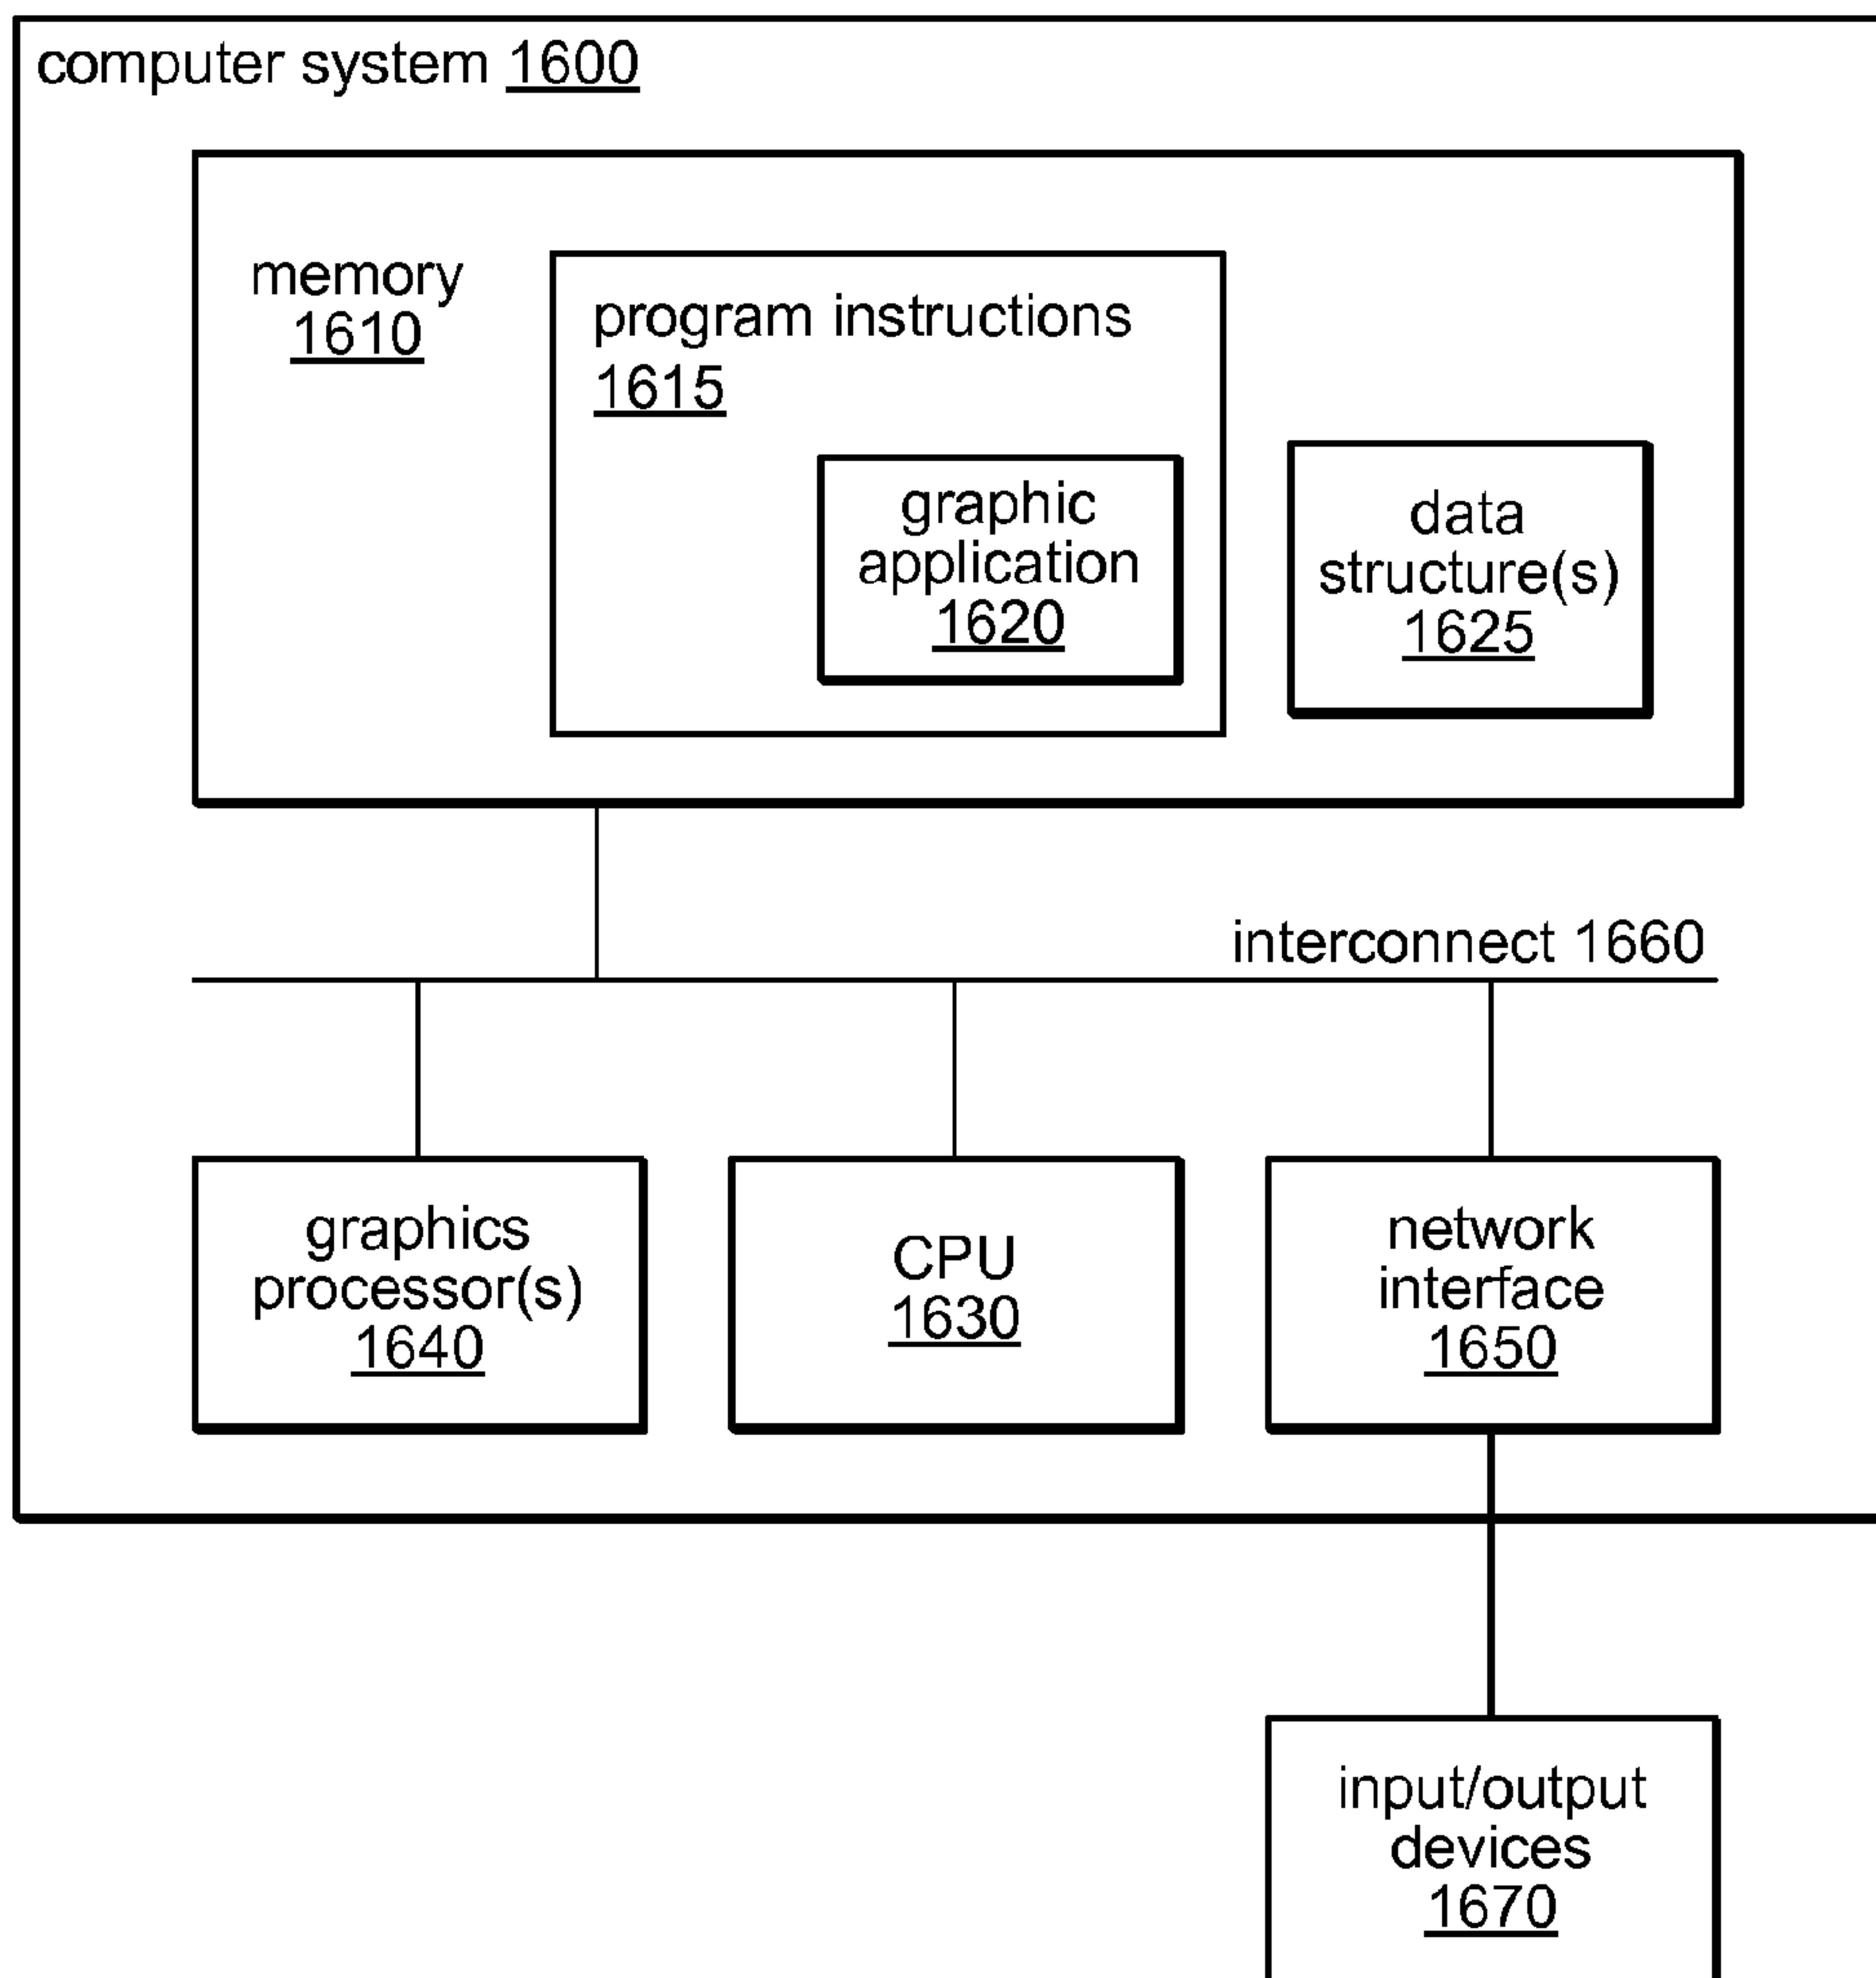 computer system 1600
memory
1610
program instructions
1615
graphic
application
1620
data
structure(s)
1625
interconnect 1660
graphics
processor(s)
1640
CPU
1630
network
interface
1650
input/output
devices
1670